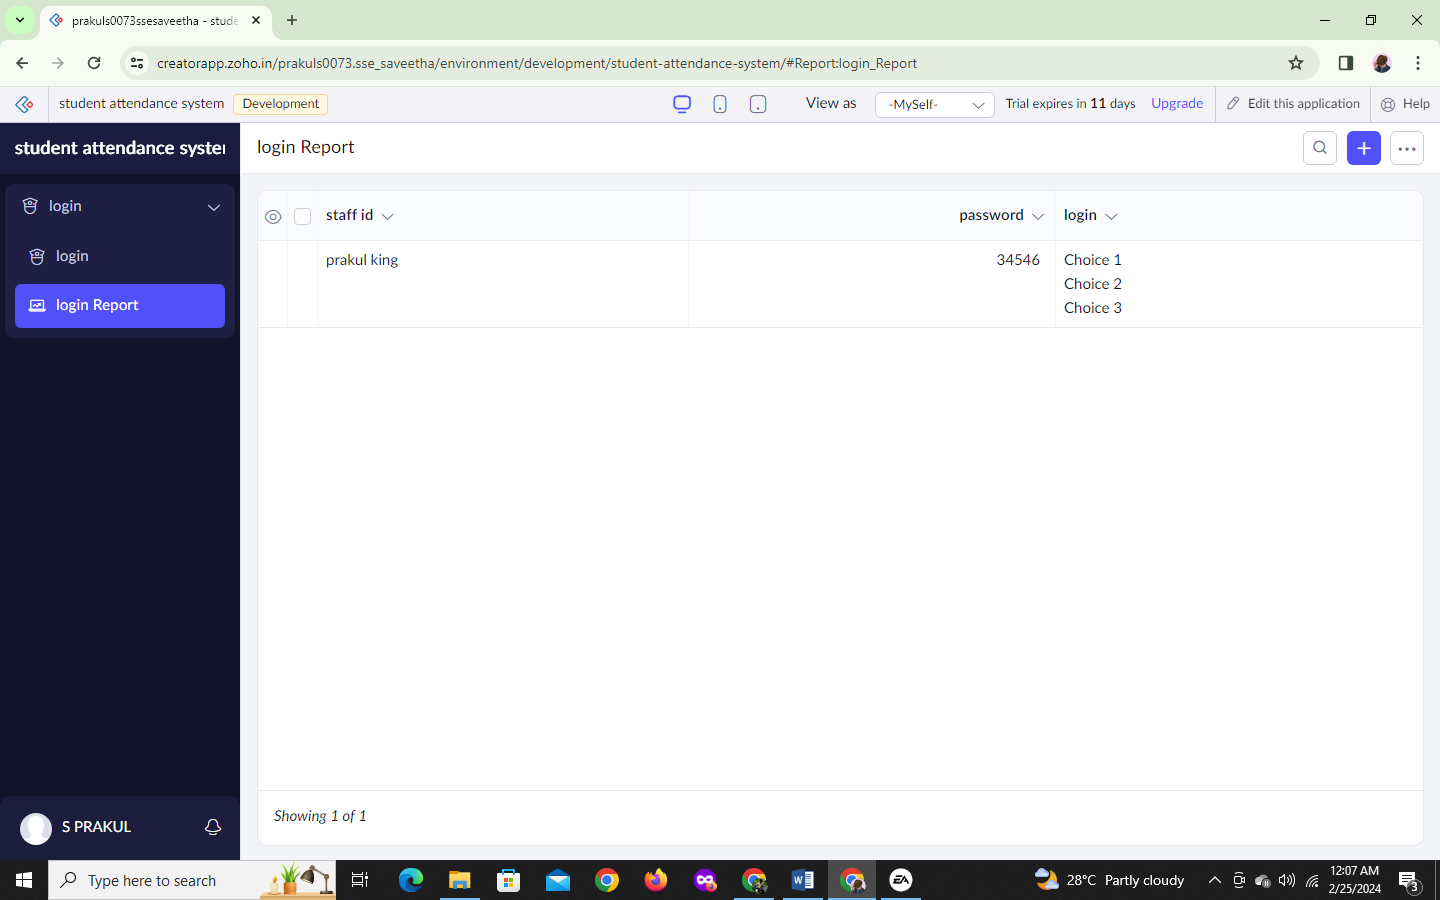 prakuls0073ssesaveetha - stude
creatorapp.zoho.in/prakuls0073.sse_saveetha/environment/development/student-attendance-system/#Report:login_Report
student attendance system Development View as -MySelf- Trial expires in 11 days Upgrade Edit this application Help
student attendance syster
login Report
login
login
login Report
staff id password login
prakul king 34546 Choice 1
Choice 2
Choice 3
Showing 1 of 1
S PRAKUL
Type here to search
28°C Partly cloudy
12:07 AM
2/25/2024
3